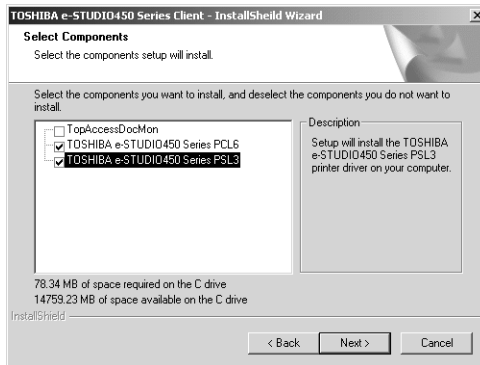 TOSHIBA e-STUDIO450 Series Client - InstallSheild Wizard
Select Components
Select the components setup will install.
Select the components you want to install, and deselect the components you do not want to
install.
TopAccessDocMon
TOSHIBA e-STUDIO450 Series PCL6
TOSHIBA e-STUDIO450 Series PSL3
Description
Setup will install the TOSHIBA
e-STUDIO450 Series PSL3
printer driver on your computer.
78.34 MB of space required on the C drive
14759.23 MB of space available on the C drive
InstallShield
< Back
Next >
Cancel